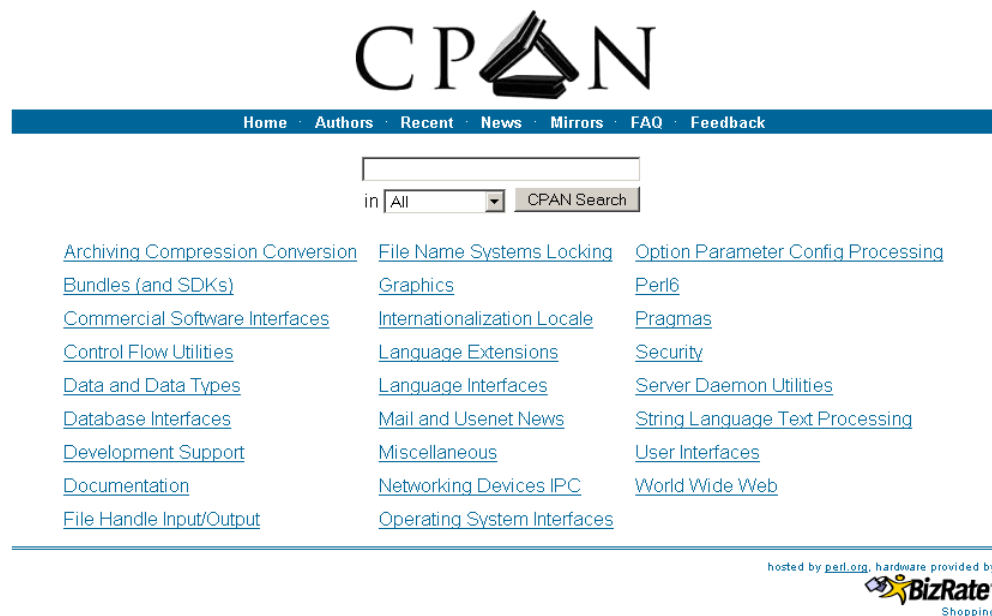 CPAN
Home · Authors · Recent · News · Mirrors · FAQ · Feedback
in All CPAN Search
Archiving Compression Conversion File Name Systems Locking Option Parameter Config Processing
Bundles (and SDKs) Graphics Perl6
Commercial Software Interfaces Internationalization Locale Pragmas
Control Flow Utilities Language Extensions Security
Data and Data Types Language Interfaces Server Daemon Utilities
Database Interfaces Mail and Usenet News String Language Text Processing
Development Support Miscellaneous User Interfaces
Documentation Networking Devices IPC World Wide Web
File Handle Input/Output Operating System Interfaces
hosted by perl.org, hardware provided by
BizRate
Shopping